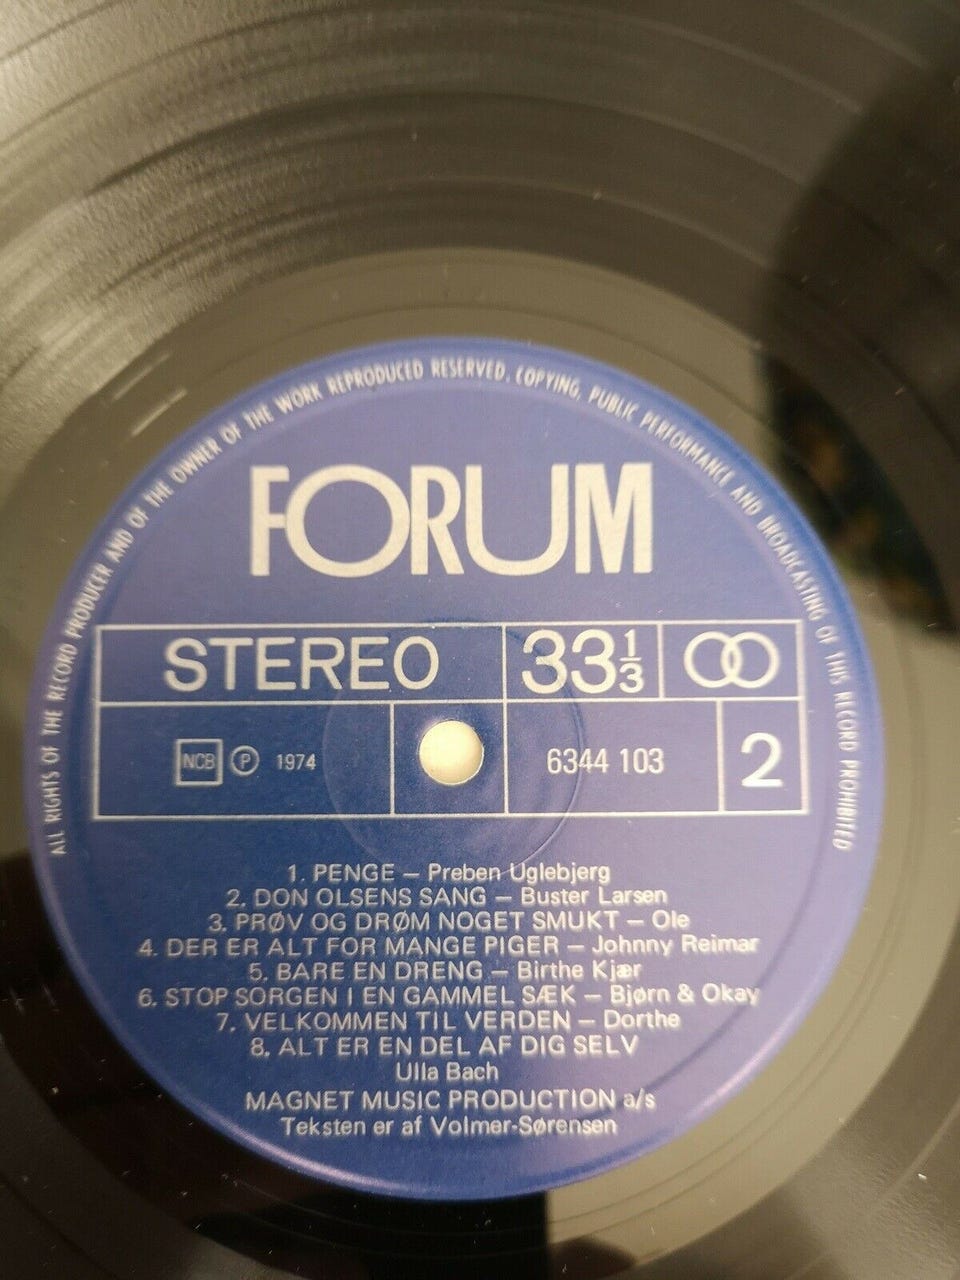 ALL RIGHTS OF THE RECORD PRODUCER AND OF THE OWNER OF THE WORK REPRODUCED RESERVED. COPYING, PUBLIC PERFORMANCE AND BROADCASTING OF THIS RECORD PROHIBITED
FORUM
STEREO 33⅓
NCB Ⓟ 1974 6344 103 2
1. PENGE – Preben Uglebjerg
2. DON OLSENS SANG – Buster Larsen
3. PRØV OG DRØM NOGET SMUKT – Ole
4. DER ER ALT FOR MANGE PIGER – Johnny Reimar
5. BARE EN DRENG – Birthe Kjær
6. STOP SORGEN I EN GAMMEL SÆK – Bjørn & Okay
7. VELKOMMEN TIL VERDEN – Dorthe
8. ALT ER EN DEL AF DIG SELV
Ulla Bach
MAGNET MUSIC PRODUCTION a/s
Teksten er af Volmer-Sørensen